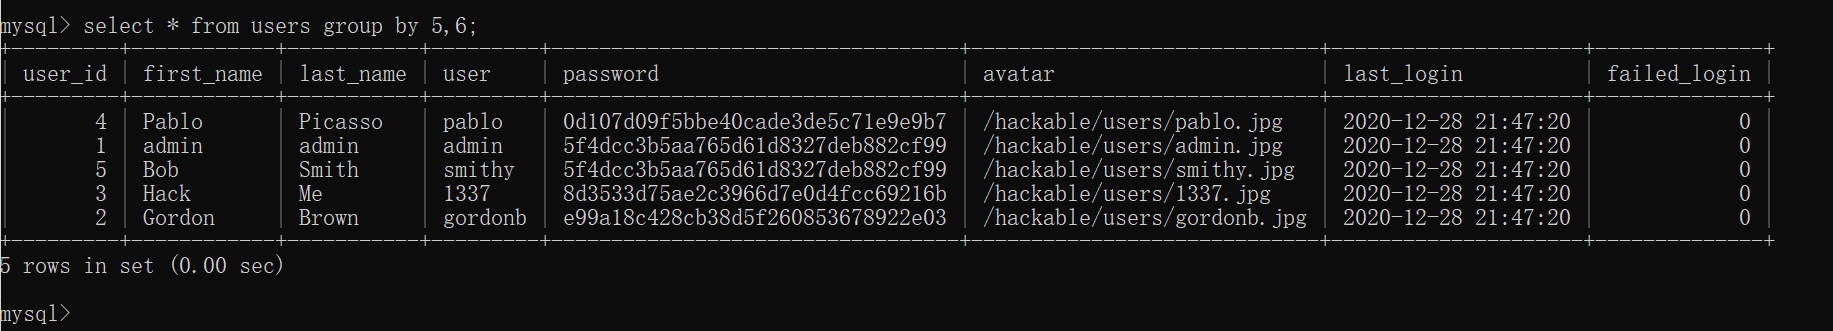 mysql> select * from users group by 5,6;
user_id | first_name | last_name | user | password | avatar | last_login | failed_login
4 | Pablo | Picasso | pablo | 0d107d09f5bbe40cade3de5c71e9e9b7 | /hackable/users/pablo.jpg | 2020-12-28 21:47:20 | 0
1 | admin | admin | admin | 5f4dcc3b5aa765d61d8327deb882cf99 | /hackable/users/admin.jpg | 2020-12-28 21:47:20 | 0
5 | Bob | Smith | smithy | 5f4dcc3b5aa765d61d8327deb882cf99 | /hackable/users/smithy.jpg | 2020-12-28 21:47:20 | 0
3 | Hack | Me | 1337 | 8d3533d75ae2c3966d7e0d4fcc69216b | /hackable/users/1337.jpg | 2020-12-28 21:47:20 | 0
2 | Gordon | Brown | gordonb | e99a18c428cb38d5f260853678922e03 | /hackable/users/gordonb.jpg | 2020-12-28 21:47:20 | 0
5 rows in set (0.00 sec)
mysql>